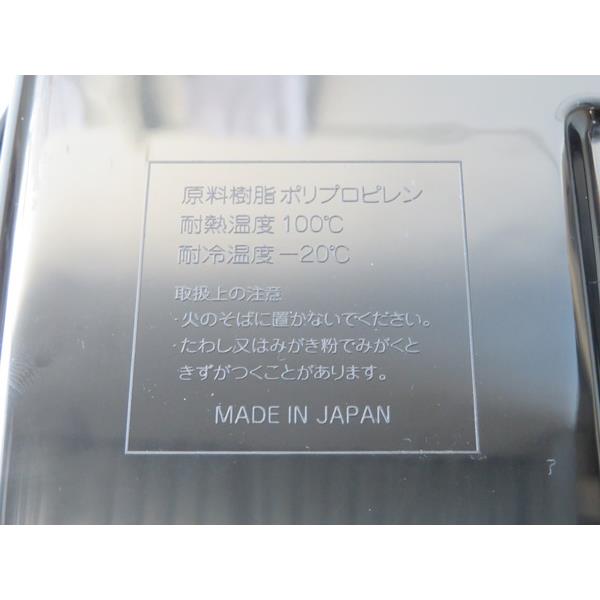 原料樹脂 ポリプロピレン
耐熱温度 100℃
耐冷温度 −20℃
取扱上の注意
・火のそばに置かないでください。
・たわし又はみがき粉でみがくと
きずがつくことがあります。
MADE IN JAPAN